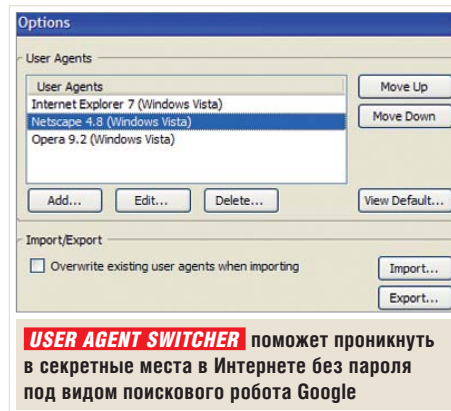 Options
User Agents
User Agents
Internet Explorer 7 (Windows Vista)
Netscape 4.8 (Windows Vista)
Opera 9.2 (Windows Vista)
Move Up
Move Down
Add... Edit... Delete... View Default...
Import/Export
Overwrite existing user agents when importing
Import...
Export...
USER AGENT SWITCHER поможет проникнуть
в секретные места в Интернете без пароля
под видом поискового робота Google